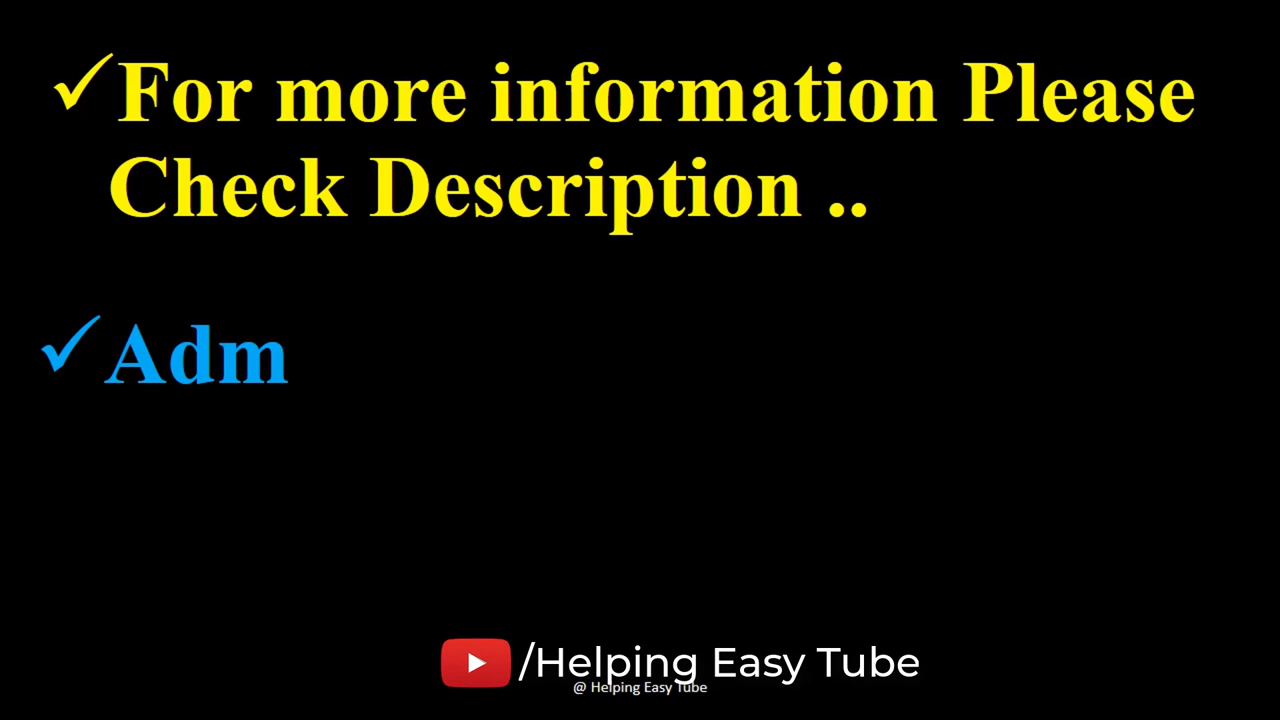 ✓For more information Please
Check Description ..
✓Adm
/Helping Easy Tube
@ Helping Easy Tube